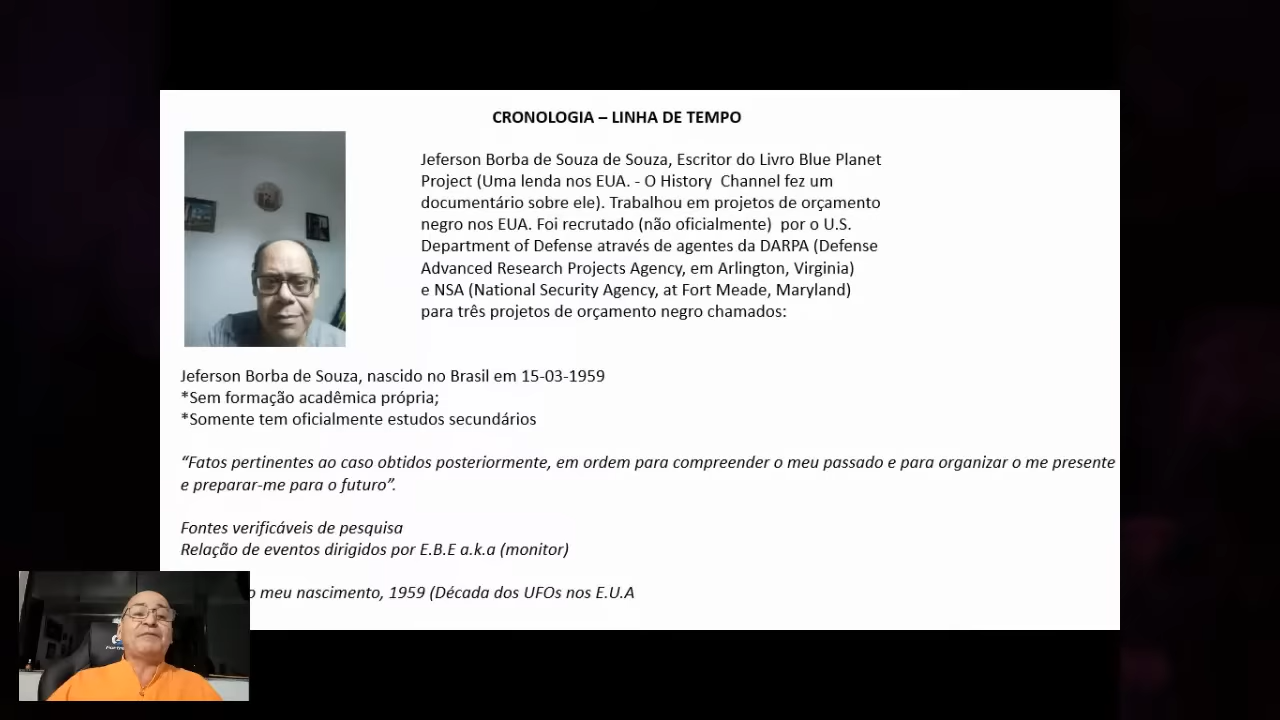 CRONOLOGIA – LINHA DE TEMPO
Jeferson Borba de Souza de Souza, Escritor do Livro Blue Planet
Project (Uma lenda nos EUA. - O History Channel fez um
documentário sobre ele). Trabalhou em projetos de orçamento
negro nos EUA. Foi recrutado (não oficialmente) por o U.S.
Department of Defense através de agentes da DARPA (Defense
Advanced Research Projects Agency, em Arlington, Virginia)
e NSA (National Security Agency, at Fort Meade, Maryland)
para três projetos de orçamento negro chamados:
Jeferson Borba de Souza, nascido no Brasil em 15-03-1959
*Sem formação acadêmica própria;
*Somente tem oficialmente estudos secundários
“Fatos pertinentes ao caso obtidos posteriormente, em ordem para compreender o meu passado e para organizar o me presente
e preparar-me para o futuro”.
Fontes verificáveis de pesquisa
Relação de eventos dirigidos por E.B.E a.k.a (monitor)
o meu nascimento, 1959 (Década dos UFOs nos E.U.A